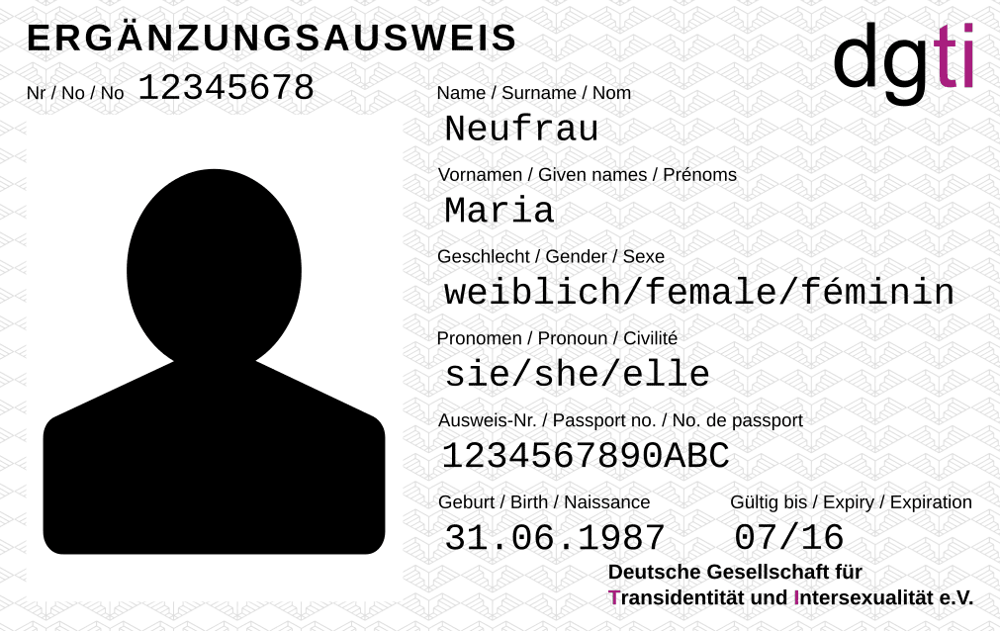 ERGÄNZUNGSAUSWEIS
dgti
Nr / No / No 12345678
Name / Surname / Nom
Neufrau
Vornamen / Given names / Prénoms
Maria
Geschlecht / Gender / Sexe
weiblich/female/féminin
Pronomen / Pronoun / Civilité
sie/she/elle
Ausweis-Nr. / Passport no. / No. de passport
1234567890ABC
Geburt / Birth / Naissance Gültig bis / Expiry / Expiration
31.06.1987 07/16
Deutsche Gesellschaft für
Transidentität und Intersexualität e.V.